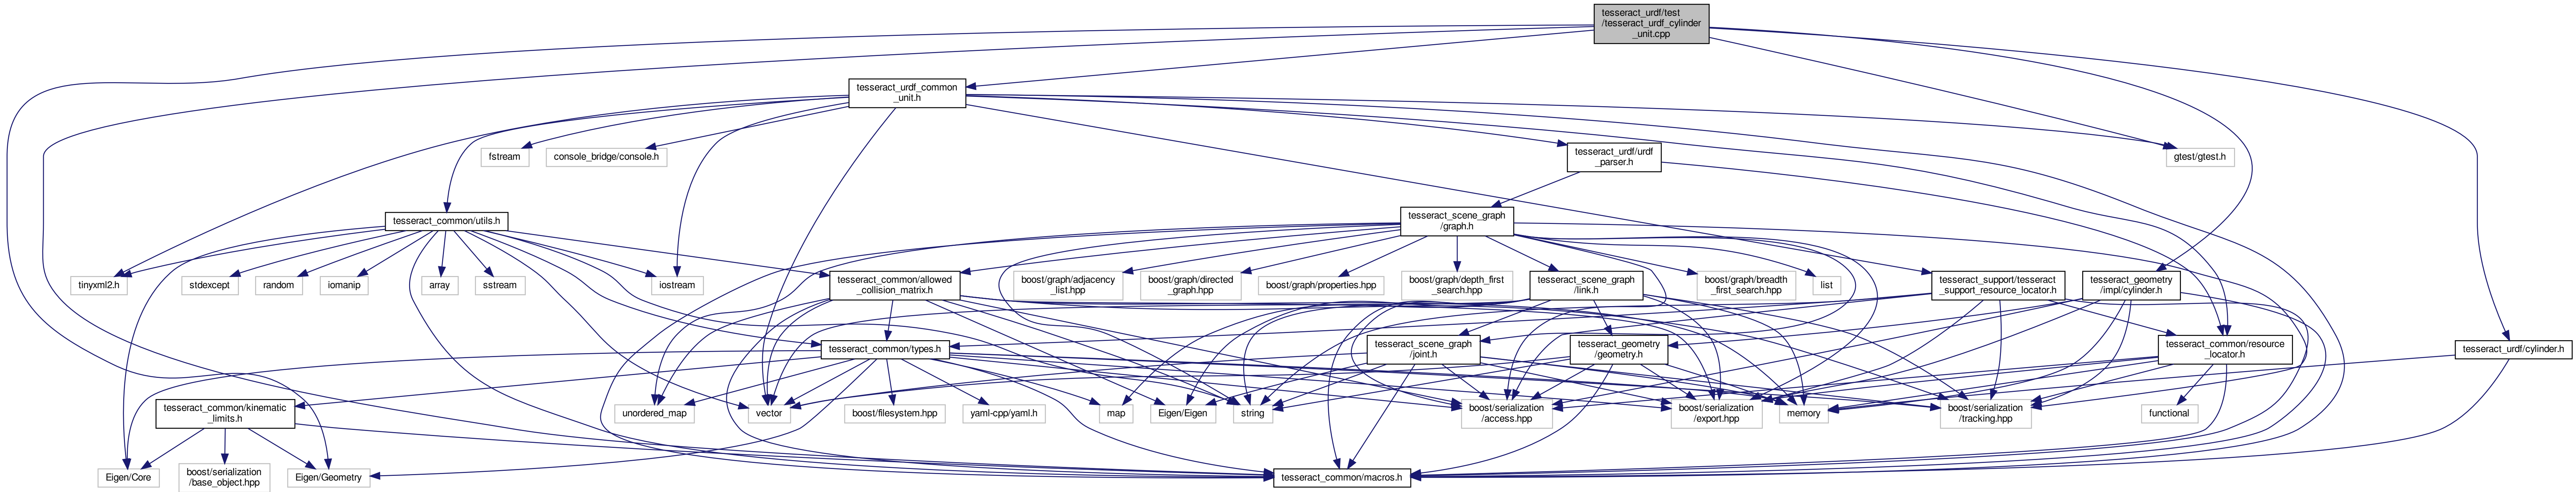 tesseract_urdf/test
/tesseract_urdf_cylinder
_unit.cpp
tesseract_urdf_common
_unit.h
fstream
console_bridge/console.h
tesseract_urdf/urdf
_parser.h
gtest/gtest.h
tesseract_common/utils.h
tesseract_scene_graph
/graph.h
tinyxml2.h
stdexcept
random
iomanip
array
sstream
iostream
tesseract_common/allowed
_collision_matrix.h
boost/graph/adjacency
_list.hpp
boost/graph/directed
_graph.hpp
boost/graph/properties.hpp
boost/graph/depth_first
_search.hpp
tesseract_scene_graph
/link.h
boost/graph/breadth
_first_search.hpp
list
tesseract_support/tesseract
_support_resource_locator.h
tesseract_geometry
/impl/cylinder.h
tesseract_common/types.h
tesseract_scene_graph
/joint.h
tesseract_geometry
/geometry.h
tesseract_common/resource
_locator.h
tesseract_urdf/cylinder.h
tesseract_common/kinematic
_limits.h
unordered_map
vector
boost/filesystem.hpp
yaml-cpp/yaml.h
map
Eigen/Eigen
string
boost/serialization
/access.hpp
boost/serialization
/export.hpp
memory
boost/serialization
/tracking.hpp
functional
Eigen/Core
boost/serialization
/base_object.hpp
Eigen/Geometry
tesseract_common/macros.h